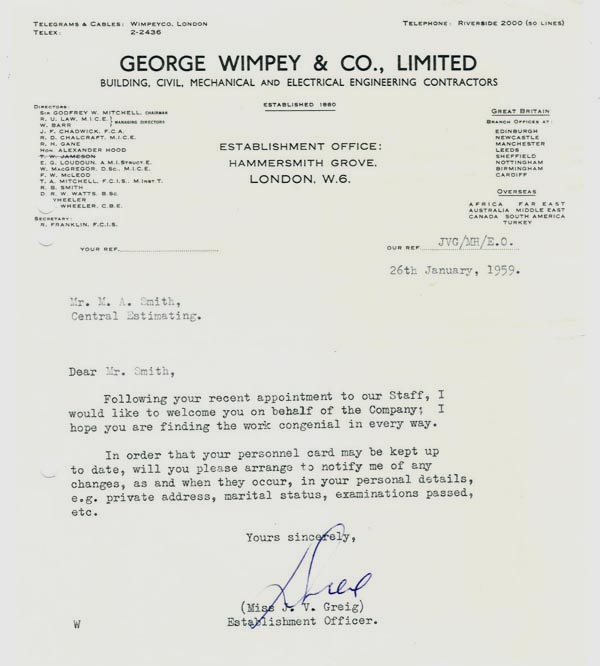 TELEGRAMS & CABLES: WIMPEYCO, LONDON
TELEX: 2-2436
TELEPHONE: RIVERSIDE 2000 (50 LINES)
GEORGE WIMPEY & CO., LIMITED
BUILDING, CIVIL, MECHANICAL AND ELECTRICAL ENGINEERING CONTRACTORS
ESTABLISHED 1880
DIRECTORS:
SIR GODFREY W. MITCHELL, CHAIRMAN
R. U. LAW, M.I.C.E.
W. BARR
MANAGING DIRECTORS
J. F. CHADWICK, F.C.A.
R. D. CHALCRAFT, M.I.C.E.
R. H. GANE
HON. ALEXANDER HOOD
T. W. JAMESON
E. G. LOUDOUN, A.M.I.STRUCT.E.
W. MACGREGOR, D.SC., M.I.C.E.
F. W. MCLEOD
T. A. MITCHELL, F.C.I.S., M.INST.T.
R. B. SMITH
D. R. W. WATTS, B.SC.
WHEELER, C.B.E.
SECRETARY:
R. FRANKLIN, F.C.I.S.
ESTABLISHMENT OFFICE:
HAMMERSMITH GROVE,
LONDON, W.6.
GREAT BRITAIN
BRANCH OFFICES AT:
EDINBURGH
NEWCASTLE
MANCHESTER
LEEDS
SHEFFIELD
NOTTINGHAM
BIRMINGHAM
CARDIFF
OVERSEAS
AFRICA FAR EAST
AUSTRALIA MIDDLE EAST
CANADA SOUTH AMERICA
TURKEY
YOUR REF.
OUR REF. JVG/MH/E.O.
26th January, 1959.
Mr. M. A. Smith,
Central Estimating.
Dear Mr. Smith,
Following your recent appointment to our Staff, I
would like to welcome you on behalf of the Company; I
hope you are finding the work congenial in every way.
In order that your personnel card may be kept up
to date, will you please arrange to notify me of any
changes, as and when they occur, in your personal details,
e.g. private address, marital status, examinations passed,
etc.
Yours sincerely,
(Miss J. V. Greig)
Establishment Officer.
W